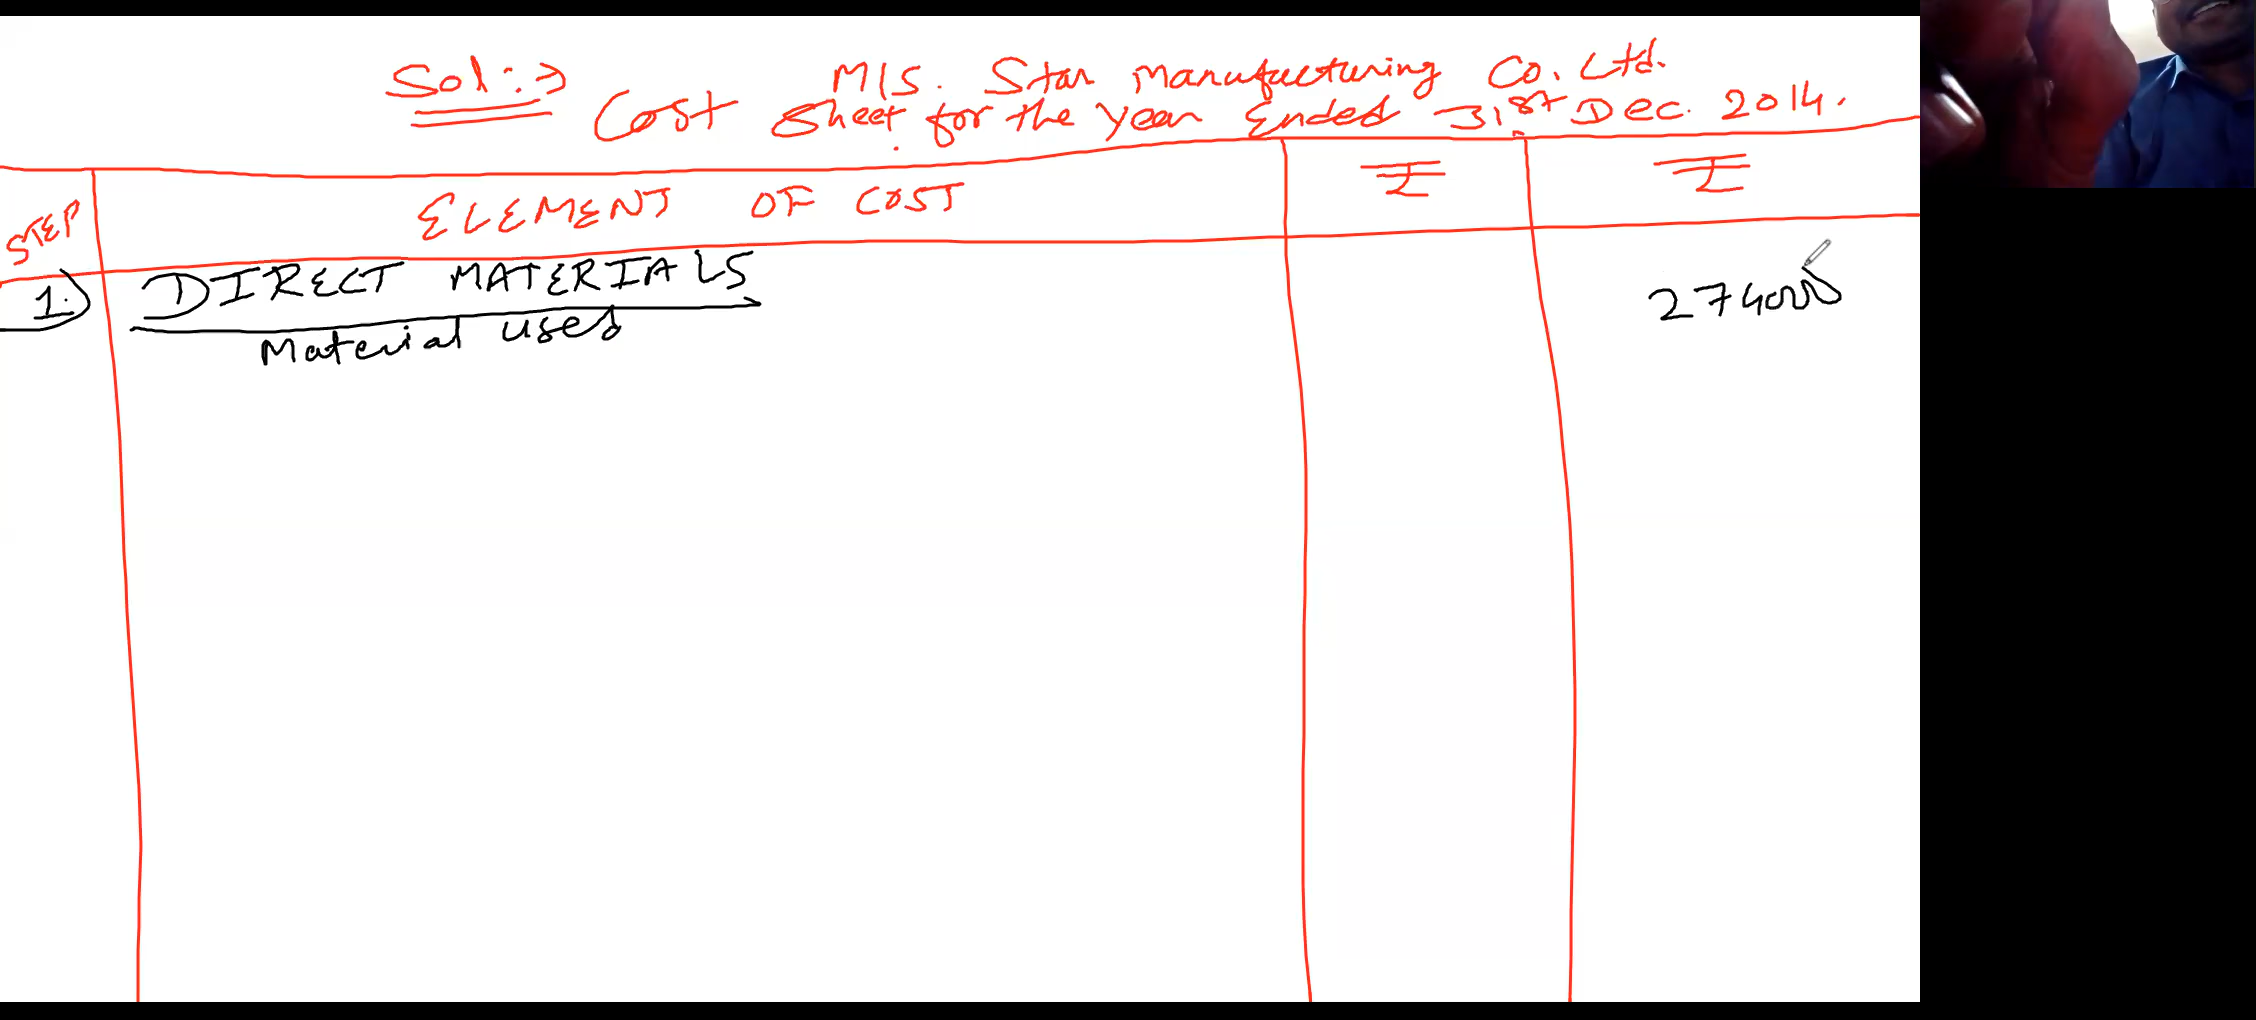 Sol:→ M/S. Star Manufacturing Co. Ltd.
Cost Sheet for the Year Ended 31st Dec. 2014.
STEP ELEMENT OF COST ₹ ₹
1.) DIRECT MATERIALS 274000
Material used